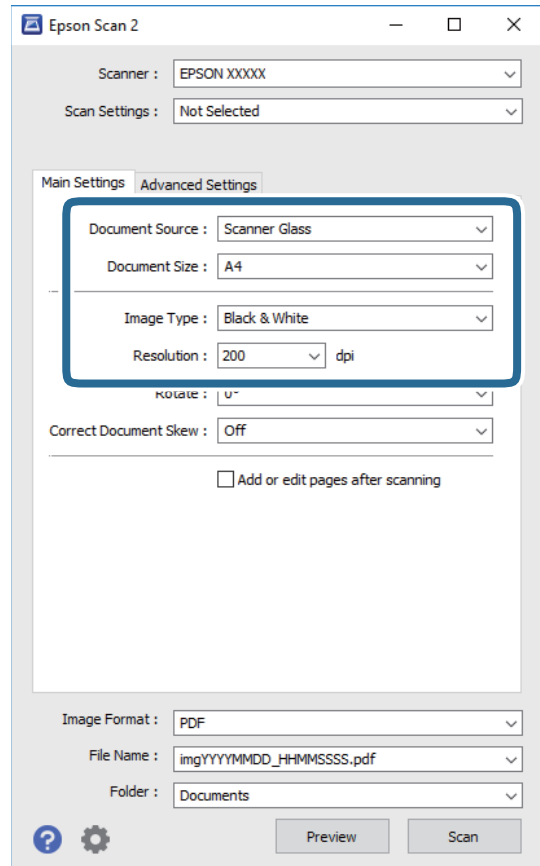 Epson Scan 2
Scanner : EPSON XXXXX
Scan Settings : Not Selected
Main Settings Advanced Settings
Document Source : Scanner Glass
Document Size : A4
Image Type : Black & White
Resolution : 200 dpi
Rotate : 0°
Correct Document Skew : Off
Add or edit pages after scanning
Image Format : PDF
File Name : imgYYYYMMDD_HHMMSSSS.pdf
Folder : Documents
? Preview Scan